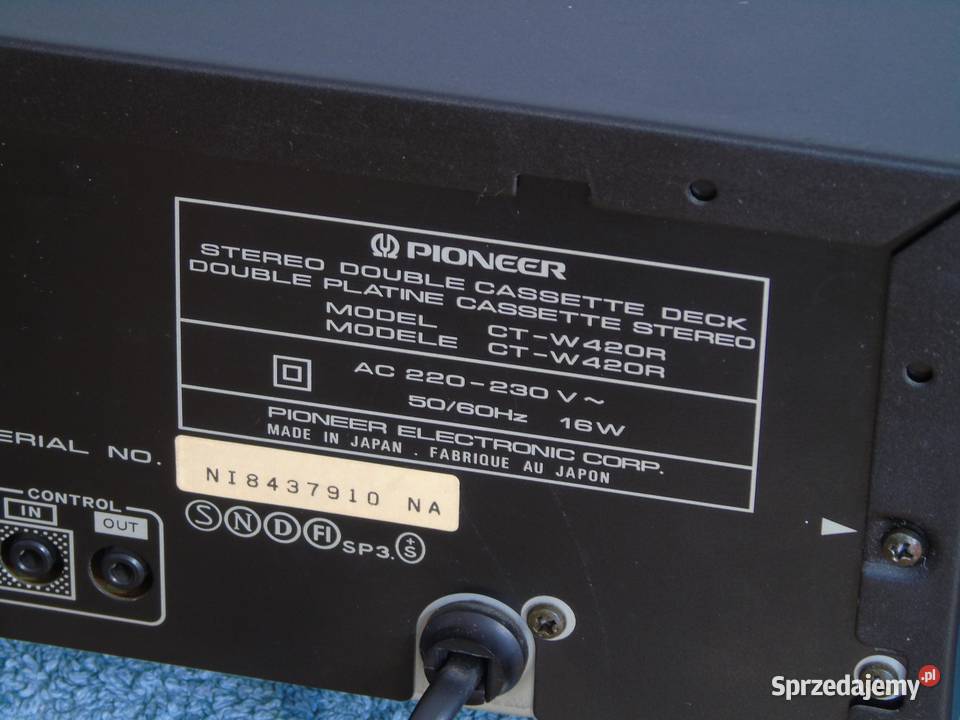 PIONEER
STEREO DOUBLE CASSETTE DECK
DOUBLE PLATINE CASSETTE STEREO
MODEL CT-W420R
MODELE CT-W420R
AC 220-230 V~
50/60Hz 16W
PIONEER ELECTRONIC CORP.
MADE IN JAPAN . FABRIQUE AU JAPON
ERIAL NO.
NI8437910 NA
S N D FI SP3. +S
CONTROL
IN
OUT
Sprzedajemy.pl